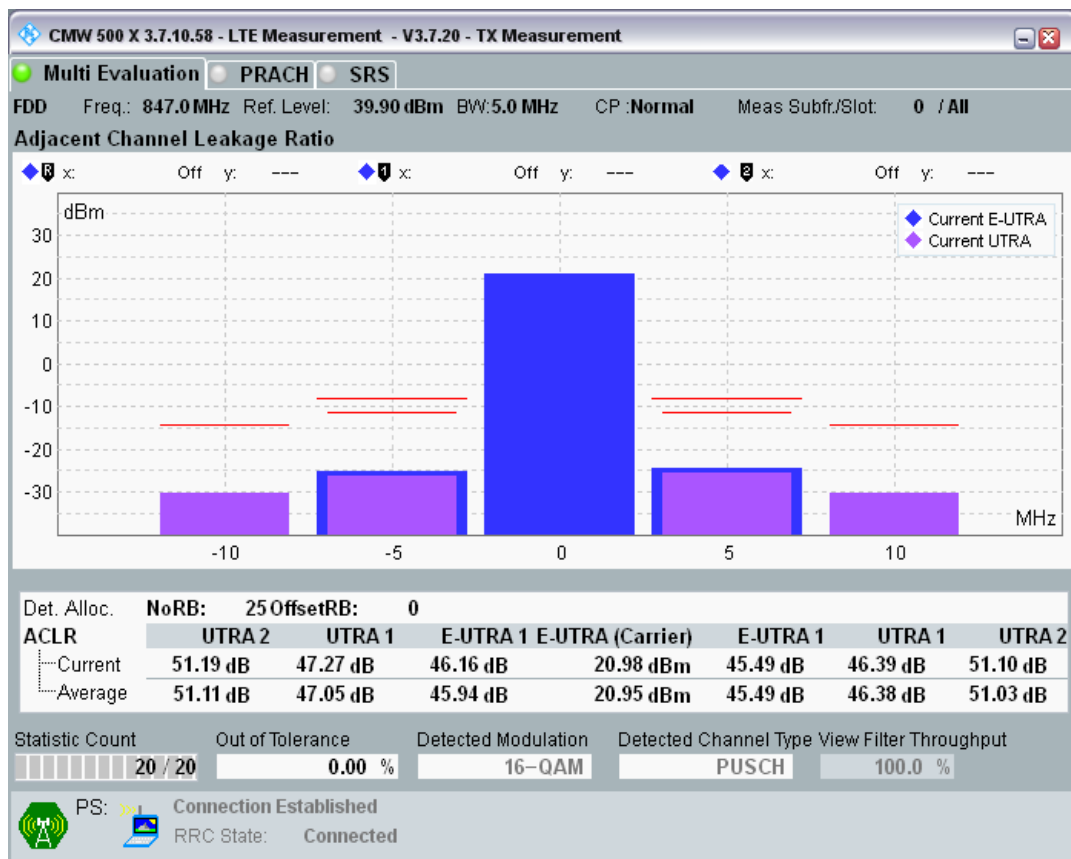 CMW 500 X 3.7.10.58 - LTE Measurement - V3.7.20 - TX Measurement
Multi Evaluation PRACH SRS
FDD Freq.: 847.0 MHz Ref. Level: 39.90 dBm BW:5.0 MHz CP :Normal Meas Subfr./Slot: 0 / All
Adjacent Channel Leakage Ratio
R x: Off y: --- 1 x: Off y: --- 2 x: Off y: ---
dBm
Current E-UTRA
Current UTRA
30
20
10
0
-10
-20
-30
MHz
-10 -5 0 5 10
Det. Alloc. NoRB: 25 OffsetRB: 0
ACLR UTRA 2 UTRA 1 E-UTRA 1 E-UTRA (Carrier) E-UTRA 1 UTRA 1 UTRA 2
Current 51.19 dB 47.27 dB 46.16 dB 20.98 dBm 45.49 dB 46.39 dB 51.10 dB
Average 51.11 dB 47.05 dB 45.94 dB 20.95 dBm 45.49 dB 46.38 dB 51.03 dB
Statistic Count Out of Tolerance Detected Modulation Detected Channel Type View Filter Throughput
20 / 20 0.00 % 16-QAM PUSCH 100.0 %
PS: Connection Established
RRC State: Connected